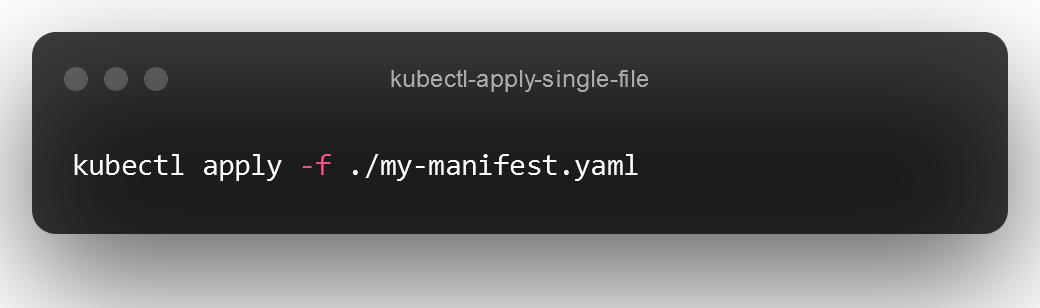 kubectl-apply-single-file
kubectl apply -f ./my-manifest.yaml